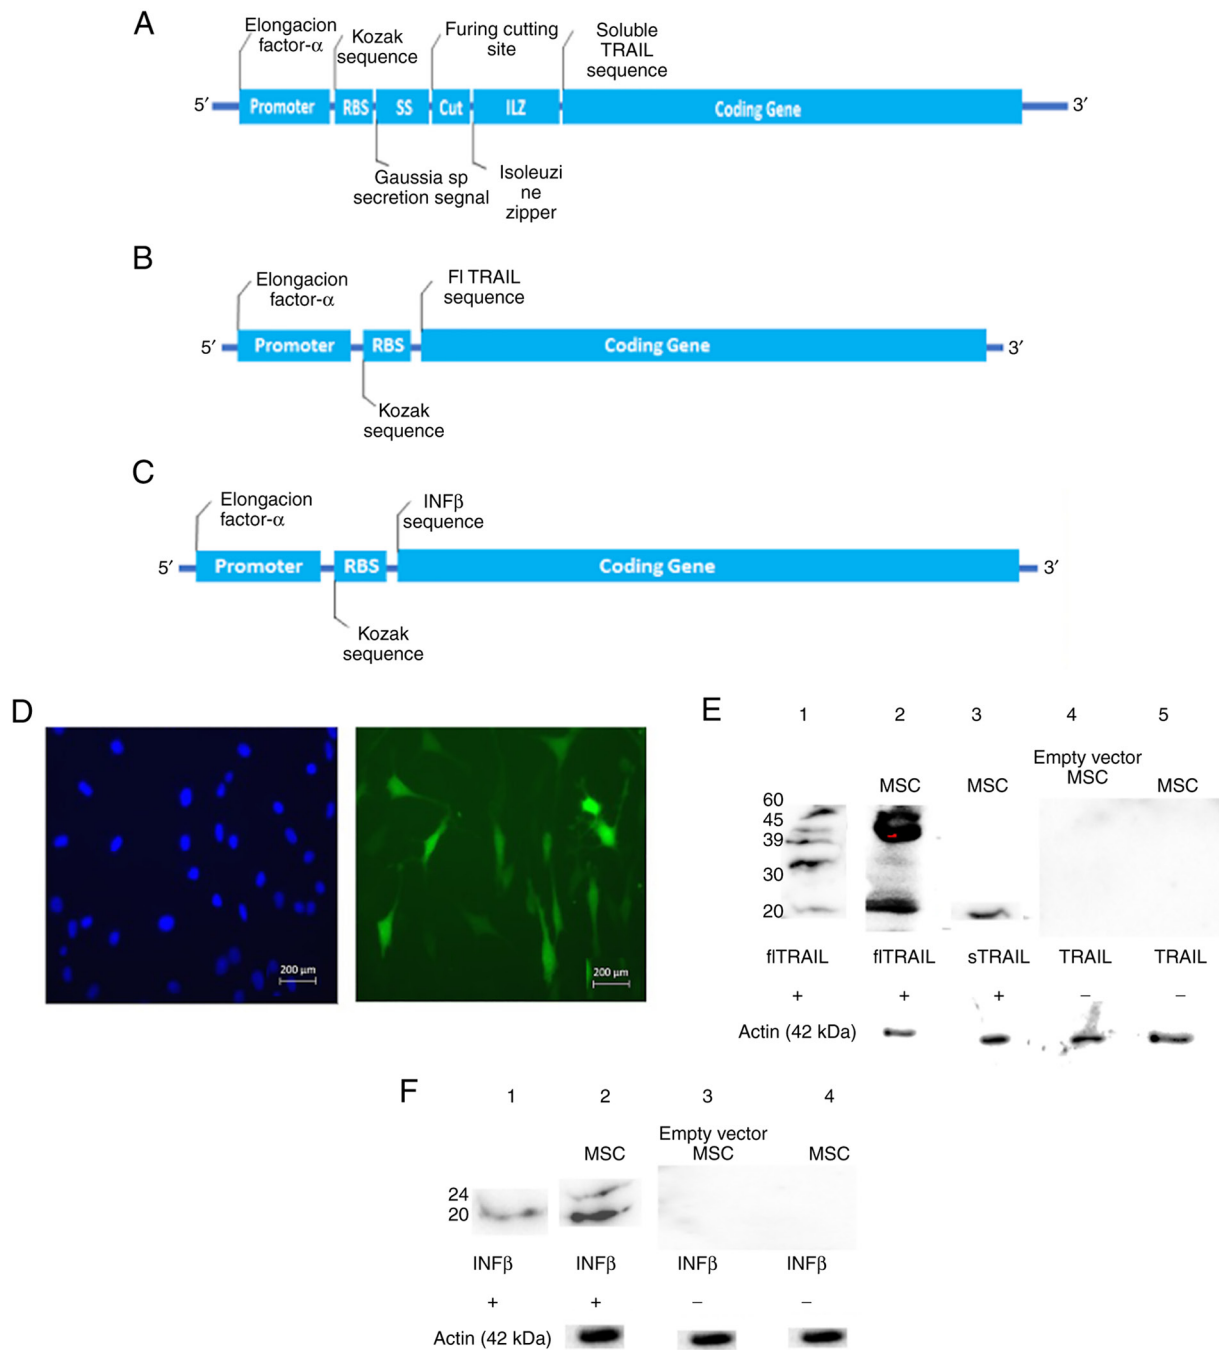 A
Elongacion
factor-α
Kozak
sequence
Furing cutting
site
Soluble
TRAIL
sequence
5′
Promoter
RBS
SS
Cut
ILZ
Coding Gene
3′
Gaussia sp
secretion segnal
Isoleuzi
ne
zipper
B
Elongacion
factor-α
Fl TRAIL
sequence
5′
Promoter
RBS
Coding Gene
3′
Kozak
sequence
C
Elongacion
factor-α
INFβ
sequence
5′
Promoter
RBS
Coding Gene
3′
Kozak
sequence
D
200 µm
200 µm
E
1 2 3 4 5
MSC
MSC
Empty vector
MSC
MSC
60
45
39
30
20
flTRAIL flTRAIL sTRAIL TRAIL TRAIL
+ + + − −
Actin (42 kDa)
F
1 2 3 4
MSC
Empty vector
MSC
MSC
24
20
INFβ INFβ INFβ INFβ
+ + − −
Actin (42 kDa)